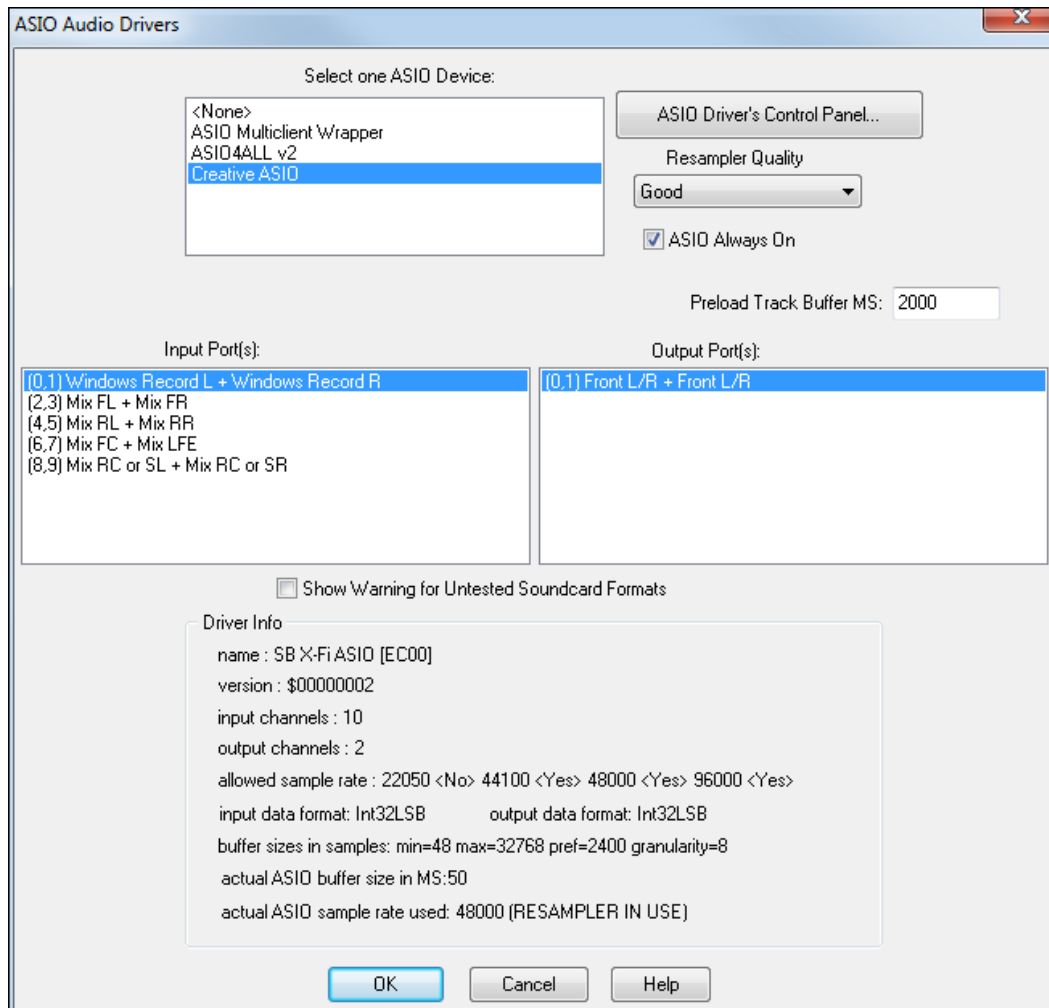 ASIO Audio Drivers
Select one ASIO Device:
<None>
ASIO Multiclient Wrapper
ASIO4ALL v2
Creative ASIO
ASIO Driver's Control Panel...
Resampler Quality
Good
ASIO Always On
Preload Track Buffer MS: 2000
Input Port(s):
(0,1) Windows Record L + Windows Record R
(2,3) Mix FL + Mix FR
(4,5) Mix RL + Mix RR
(6,7) Mix FC + Mix LFE
(8,9) Mix RC or SL + Mix RC or SR
Output Port(s):
(0,1) Front L/R + Front L/R
Show Warning for Untested Soundcard Formats
Driver Info
name : SB X-Fi ASIO [EC00]
version : $00000002
input channels : 10
output channels : 2
allowed sample rate : 22050 <No> 44100 <Yes> 48000 <Yes> 96000 <Yes>
input data format: Int32LSB output data format: Int32LSB
buffer sizes in samples: min=48 max=32768 pref=2400 granularity=8
actual ASIO buffer size in MS:50
actual ASIO sample rate used: 48000 (RESAMPLER IN USE)
OK Cancel Help